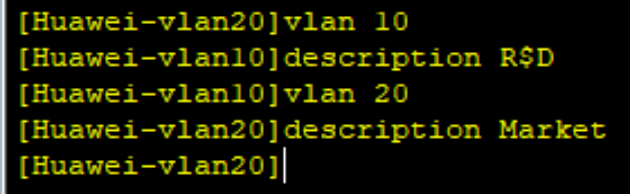 [Huawei-vlan20]vlan 10
[Huawei-vlan10]description R$D
[Huawei-vlan10]vlan 20
[Huawei-vlan20]description Market
[Huawei-vlan20]